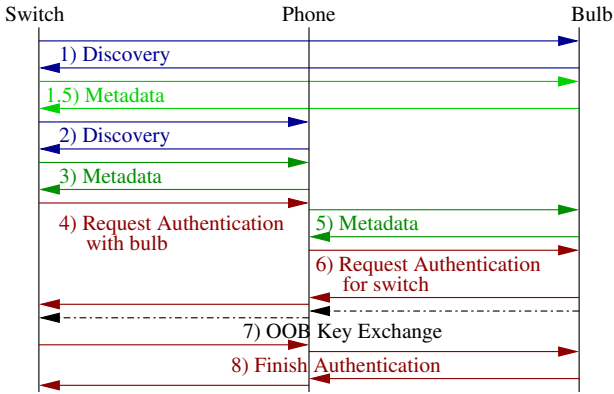 Switch Phone Bulb
1) Discovery
1.5) Metadata
2) Discovery
3) Metadata
4) Request Authentication
with bulb
5) Metadata
6) Request Authentication
for switch
7) OOB Key Exchange
8) Finish Authentication